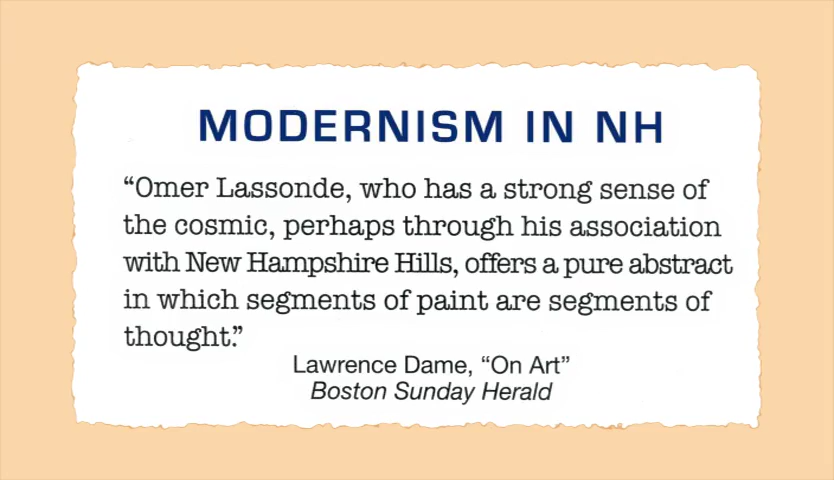 MODERNISM IN NH
“Omer Lassonde, who has a strong sense of
the cosmic, perhaps through his association
with New Hampshire Hills, offers a pure abstract
in which segments of paint are segments of
thought.”
Lawrence Dame, “On Art”
Boston Sunday Herald